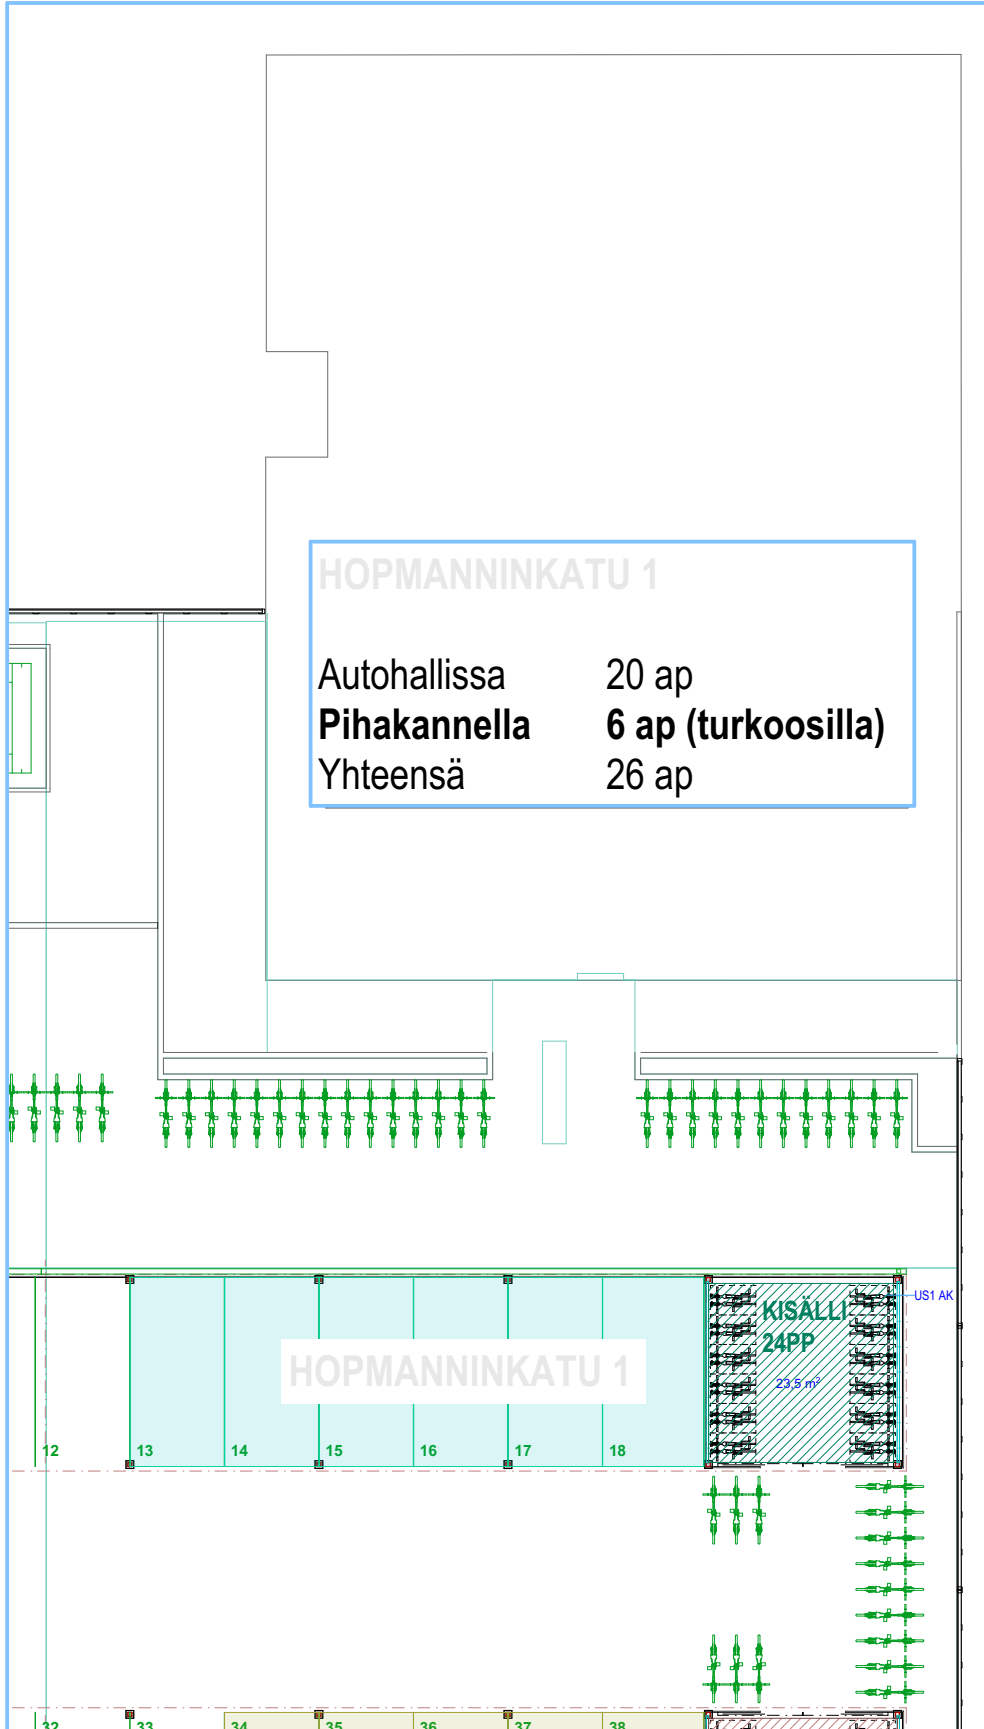 HOPMANNINKATU 1
Autohallissa 20 ap
Pihakannella 6 ap (turkoosilla)
Yhteensä 26 ap
US1 AK
KISÄLLI
24PP
23,5 m²
HOPMANNINKATU 1
12 13 14 15 16 17 18
32 33 34 35 36 37 38